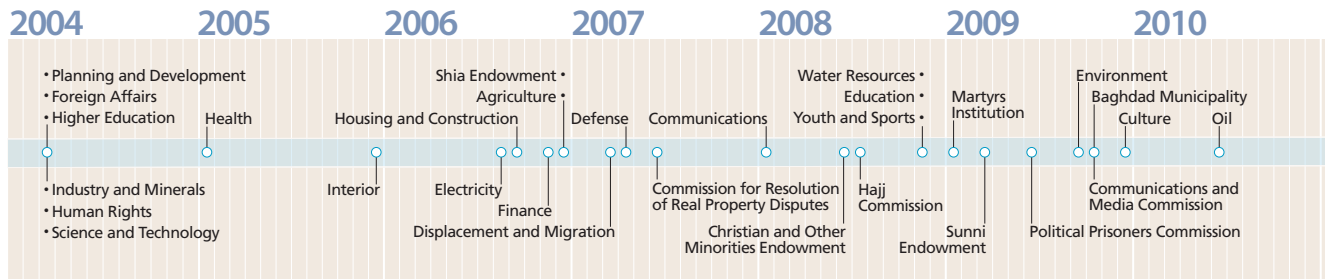 2004 2005 2006 2007 2008 2009 2010
• Planning and Development
• Foreign Affairs
• Higher Education
Health
Housing and Construction
Shia Endowment •
Agriculture •
Defense
Communications
Water Resources •
Education •
Youth and Sports •
Martyrs
Institution
Environment
Baghdad Municipality
Culture
Oil
• Industry and Minerals
• Human Rights
• Science and Technology
Interior
Electricity
Finance
Displacement and Migration
Commission for Resolution
of Real Property Disputes
Christian and Other
Minorities Endowment
Hajj
Commission
Sunni
Endowment
Political Prisoners Commission
Communications and
Media Commission